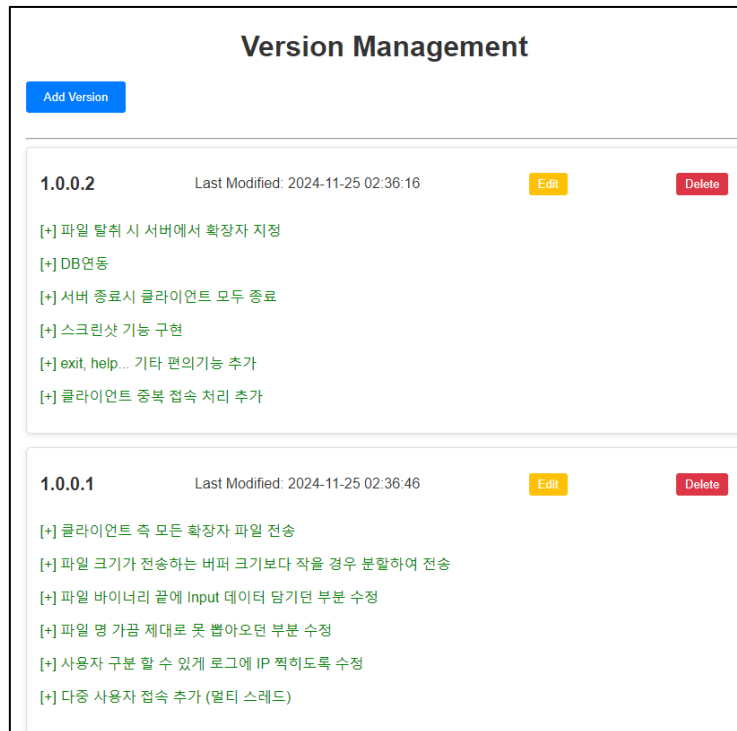 Version Management
Add Version
1.0.0.2 Last Modified: 2024-11-25 02:36:16 Edit Delete
[+] 파일 탈취 시 서버에서 확장자 지정
[+] DB연동
[+] 서버 종료시 클라이언트 모두 종료
[+] 스크린샷 기능 구현
[+] exit, help... 기타 편의기능 추가
[+] 클라이언트 중복 접속 처리 추가
1.0.0.1 Last Modified: 2024-11-25 02:36:46 Edit Delete
[+] 클라이언트 측 모든 확장자 파일 전송
[+] 파일 크기가 전송하는 버퍼 크기보다 작을 경우 분할하여 전송
[+] 파일 바이너리 끝에 Input 데이터 담기던 부분 수정
[+] 파일 명 가끔 제대로 못 뽑아오던 부분 수정
[+] 사용자 구분 할 수 있게 로그에 IP 찍히도록 수정
[+] 다중 사용자 접속 추가 (멀티 스레드)